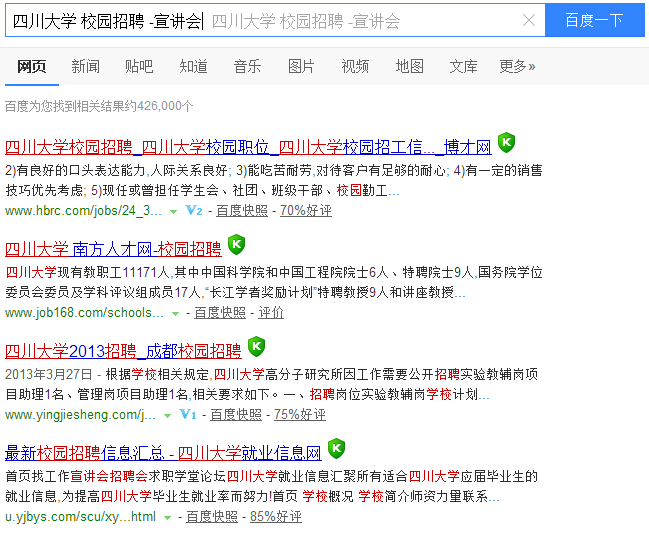 四川大学 校园招聘 -宣讲会 四川大学 校园招聘 -宣讲会 百度一下
网页 新闻 贴吧 知道 音乐 图片 视频 地图 文库 更多»
百度为您找到相关结果约426,000个
四川大学校园招聘_四川大学校园职位_四川大学校园招工信..._博才网 K
2)有良好的口头表达能力,人际关系良好; 3)能吃苦耐劳,对待客户有足够的耐心; 4)有一定的销售
技巧优先考虑; 5)现任或曾担任学生会、社团、班级干部、校园勤工...
www.hbrc.com/jobs/24_3... V2 - 百度快照 - 70%好评
四川大学 南方人才网-校园招聘 K
四川大学现有教职工11171人,其中中国科学院和中国工程院院士6人、特聘院士9人,国务院学位
委员会委员及学科评议组成员17人,“长江学者奖励计划”特聘教授9人和讲座教授...
www.job168.com/schools... - 百度快照 - 评价
四川大学2013招聘_成都校园招聘 K
2013年3月27日 - 根据学校相关规定,四川大学高分子研究所因工作需要公开招聘实验教辅岗项
目助理1名、管理岗项目助理1名,相关要求如下。一、招聘岗位实验教辅岗学校计划...
www.yingjiesheng.com/j... V1 - 百度快照 - 75%好评
最新校园招聘信息汇总 - 四川大学就业信息网 K
首页找工作宣讲会招聘会求职学堂论坛四川大学就业信息汇聚所有适合四川大学应届毕业生的
就业信息,为提高四川大学毕业生就业率而努力!首页 学校概况 学校简介师资力量联系...
u.yjbys.com/scu/xy...html - 百度快照 - 85%好评